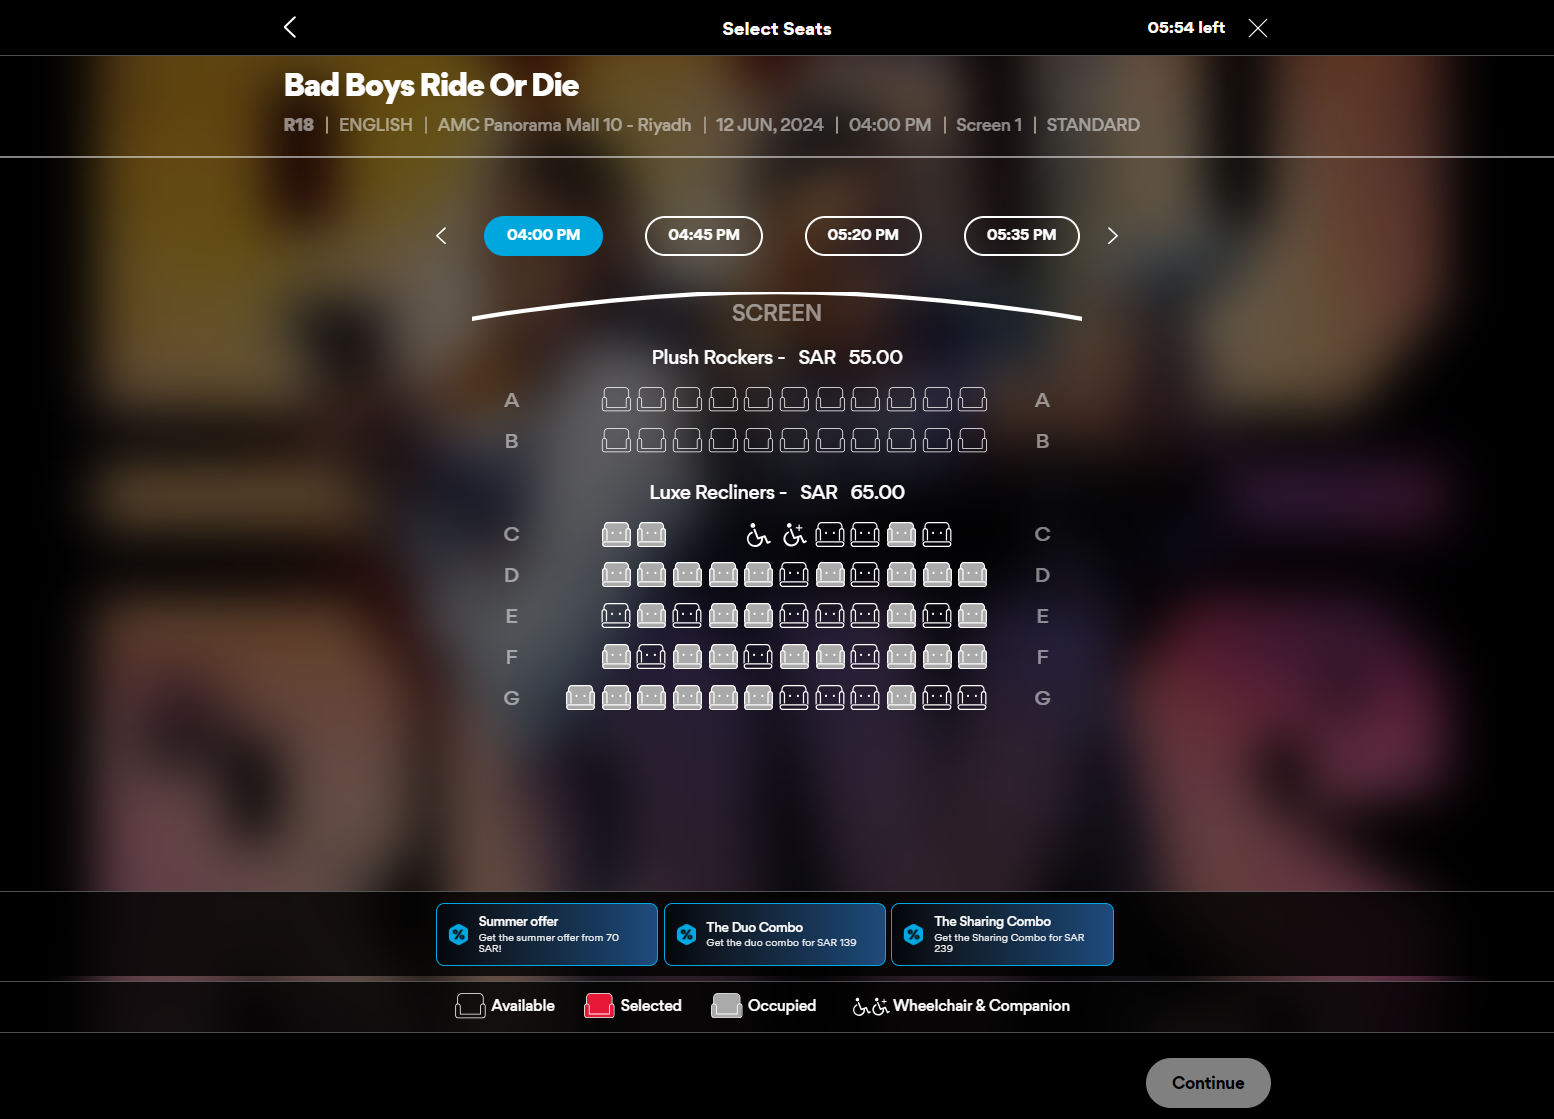 Select Seats
05:54 left
Bad Boys Ride Or Die
R18 | ENGLISH | AMC Panorama Mall 10 - Riyadh | 12 JUN, 2024 | 04:00 PM | Screen 1 | STANDARD
04:00 PM 04:45 PM 05:20 PM 05:35 PM
SCREEN
Plush Rockers - SAR 55.00
A A
B B
Luxe Recliners - SAR 65.00
C C
D D
E E
F F
G G
Summer offer
Get the summer offer from 70
SAR!
The Duo Combo
Get the duo combo for SAR 139
The Sharing Combo
Get the Sharing Combo for SAR
239
Available Selected Occupied Wheelchair & Companion
Continue